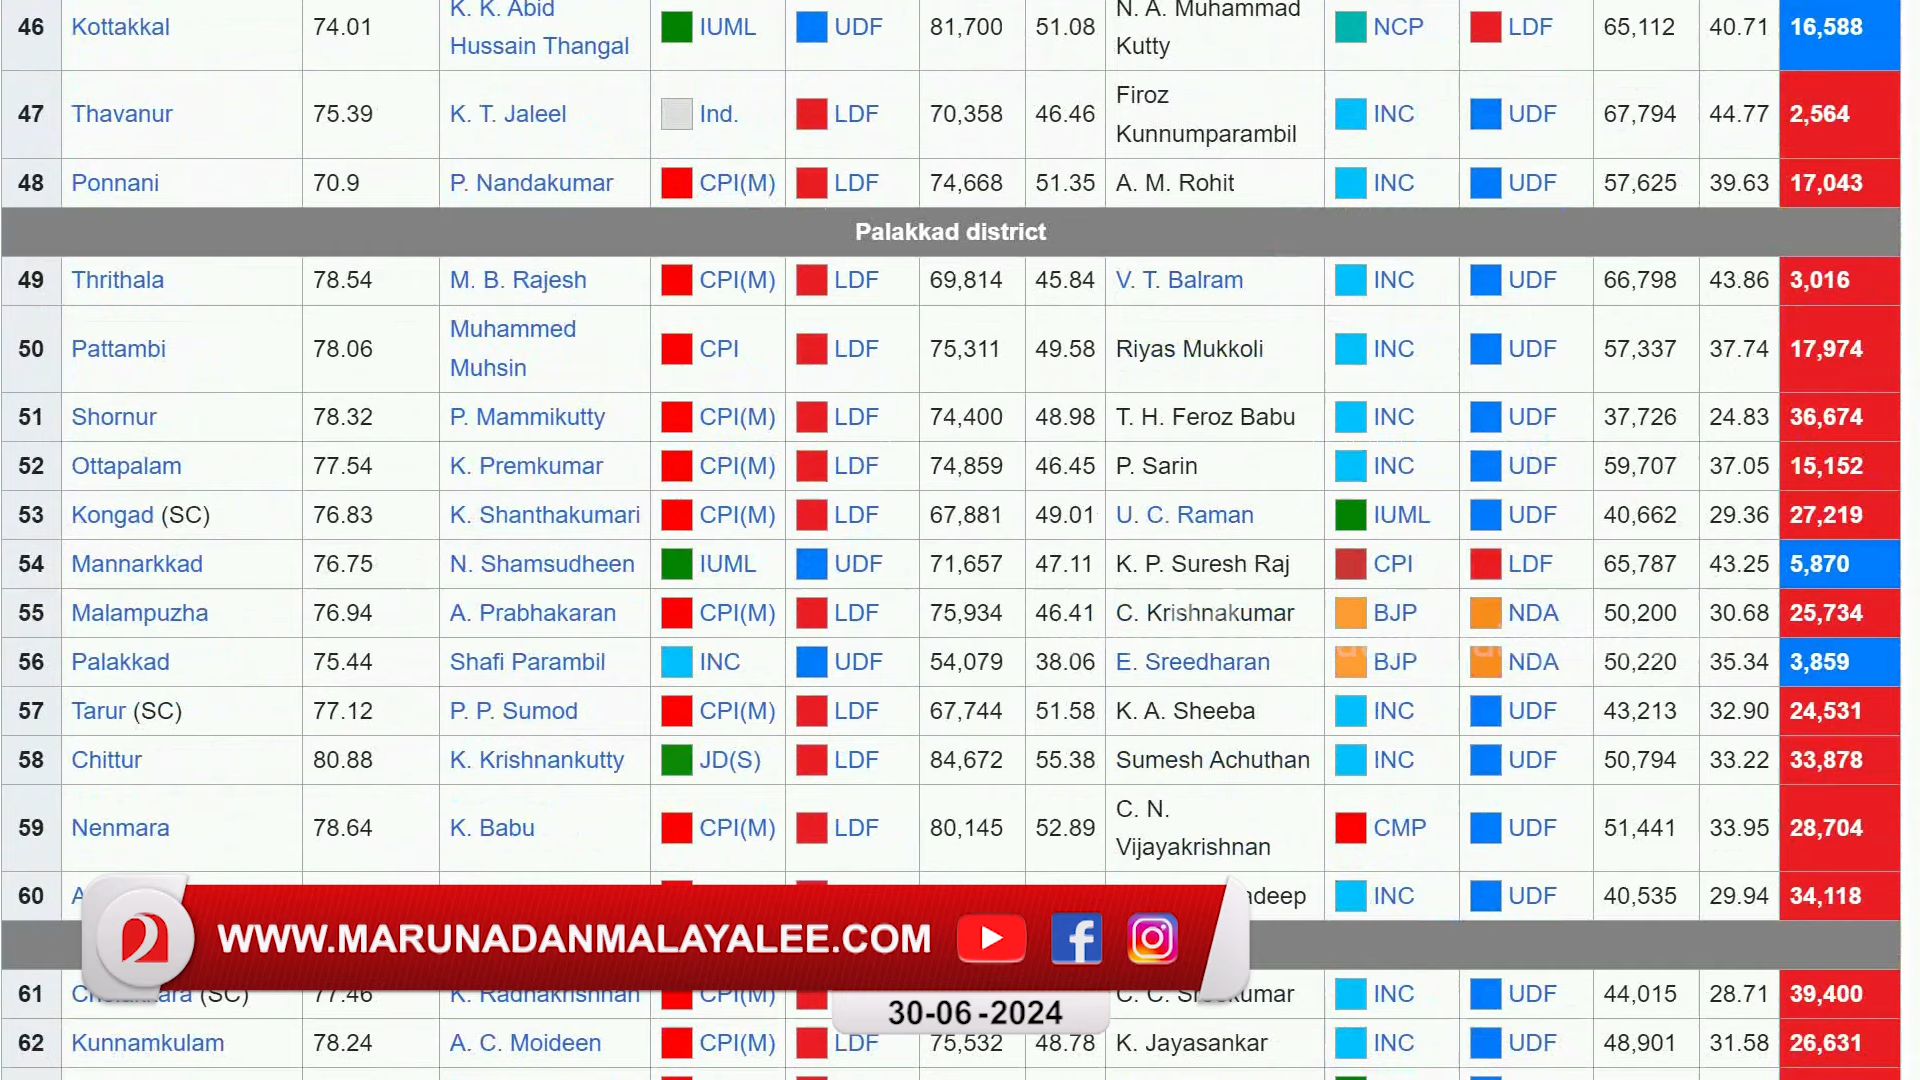 46 Kottakkal 74.01 K. K. Abid Hussain Thangal IUML UDF 81,700 51.08 N. A. Muhammad Kutty NCP LDF 65,112 40.71 16,588
47 Thavanur 75.39 K. T. Jaleel Ind. LDF 70,358 46.46 Firoz Kunnumparambil INC UDF 67,794 44.77 2,564
48 Ponnani 70.9 P. Nandakumar CPI(M) LDF 74,668 51.35 A. M. Rohit INC UDF 57,625 39.63 17,043
Palakkad district
49 Thrithala 78.54 M. B. Rajesh CPI(M) LDF 69,814 45.84 V. T. Balram INC UDF 66,798 43.86 3,016
50 Pattambi 78.06 Muhammed Muhsin CPI LDF 75,311 49.58 Riyas Mukkoli INC UDF 57,337 37.74 17,974
51 Shornur 78.32 P. Mammikutty CPI(M) LDF 74,400 48.98 T. H. Feroz Babu INC UDF 37,726 24.83 36,674
52 Ottapalam 77.54 K. Premkumar CPI(M) LDF 74,859 46.45 P. Sarin INC UDF 59,707 37.05 15,152
53 Kongad (SC) 76.83 K. Shanthakumari CPI(M) LDF 67,881 49.01 U. C. Raman IUML UDF 40,662 29.36 27,219
54 Mannarkkad 76.75 N. Shamsudheen IUML UDF 71,657 47.11 K. P. Suresh Raj CPI LDF 65,787 43.25 5,870
55 Malampuzha 76.94 A. Prabhakaran CPI(M) LDF 75,934 46.41 C. Krishnakumar BJP NDA 50,200 30.68 25,734
56 Palakkad 75.44 Shafi Parambil INC UDF 54,079 38.06 E. Sreedharan BJP NDA 50,220 35.34 3,859
57 Tarur (SC) 77.12 P. P. Sumod CPI(M) LDF 67,744 51.58 K. A. Sheeba INC UDF 43,213 32.90 24,531
58 Chittur 80.88 K. Krishnankutty JD(S) LDF 84,672 55.38 Sumesh Achuthan INC UDF 50,794 33.22 33,878
59 Nenmara 78.64 K. Babu CPI(M) LDF 80,145 52.89 C. N. Vijayakrishnan CMP UDF 51,441 33.95 28,704
60 INC UDF 40,535 29.94 34,118
WWW.MARUNADANMALAYALEE.COM
61 (SC) 77.46 K. Radhakrishnan CPI(M) C. C. INC UDF 44,015 28.71 39,400
30-06-2024
62 Kunnamkulam 78.24 A. C. Moideen CPI(M) LDF 75,532 48.78 K. Jayasankar INC UDF 48,901 31.58 26,631